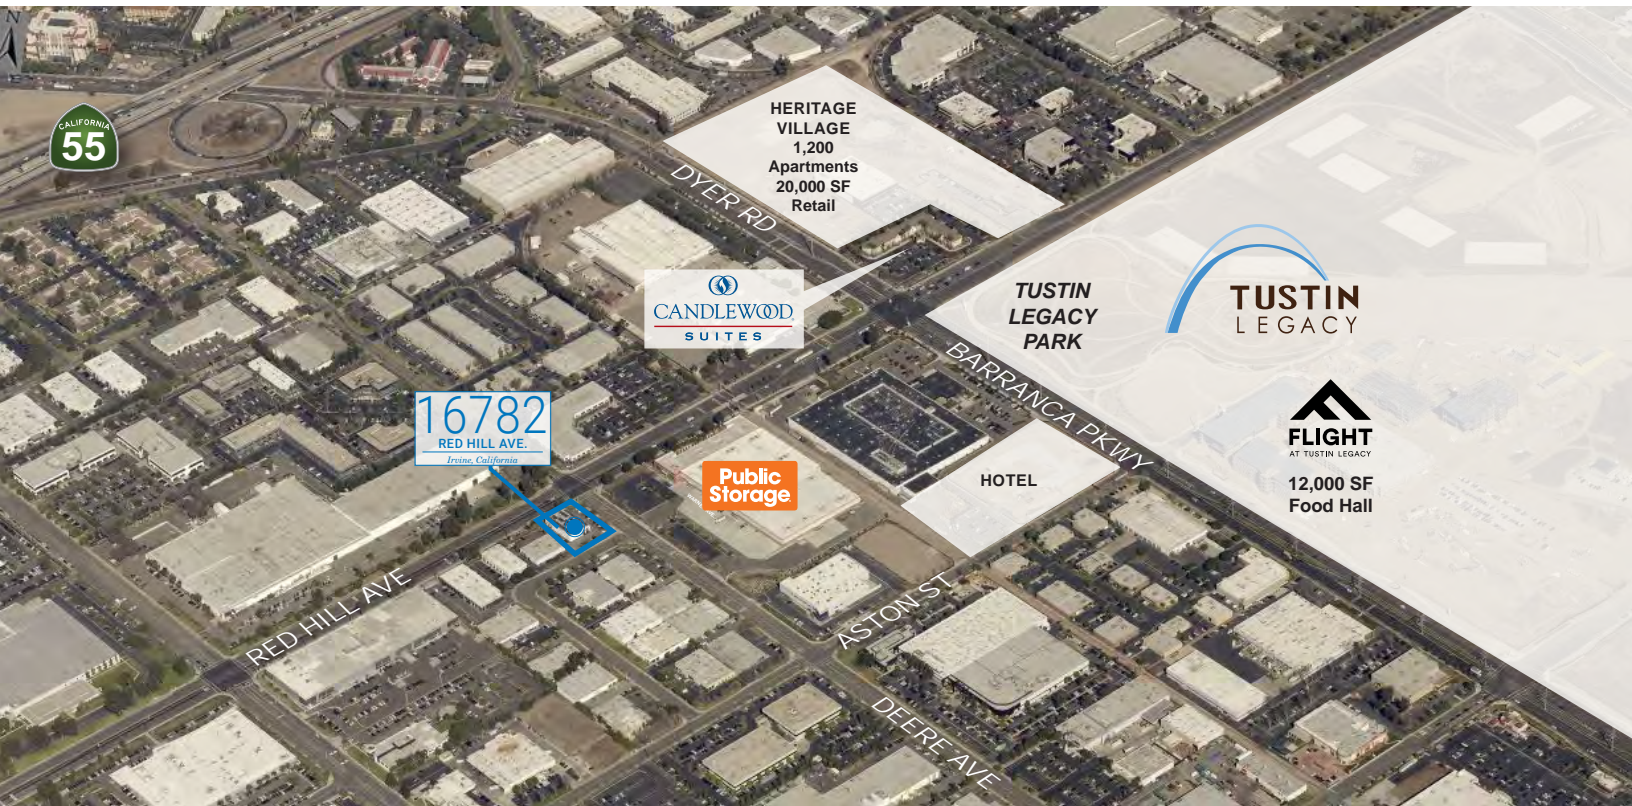 N
CALIFORNIA
55
HERITAGE
VILLAGE
1,200
Apartments
20,000 SF
Retail
DYER RD
CANDLEWOOD
SUITES
TUSTIN
LEGACY
PARK
TUSTIN
LEGACY
BARRANCA PKWY
FLIGHT
AT TUSTIN LEGACY
12,000 SF
Food Hall
16782
RED HILL AVE.
Irvine, California
Public
Storage
HOTEL
RED HILL AVE
ASTON ST
DEERE AVE